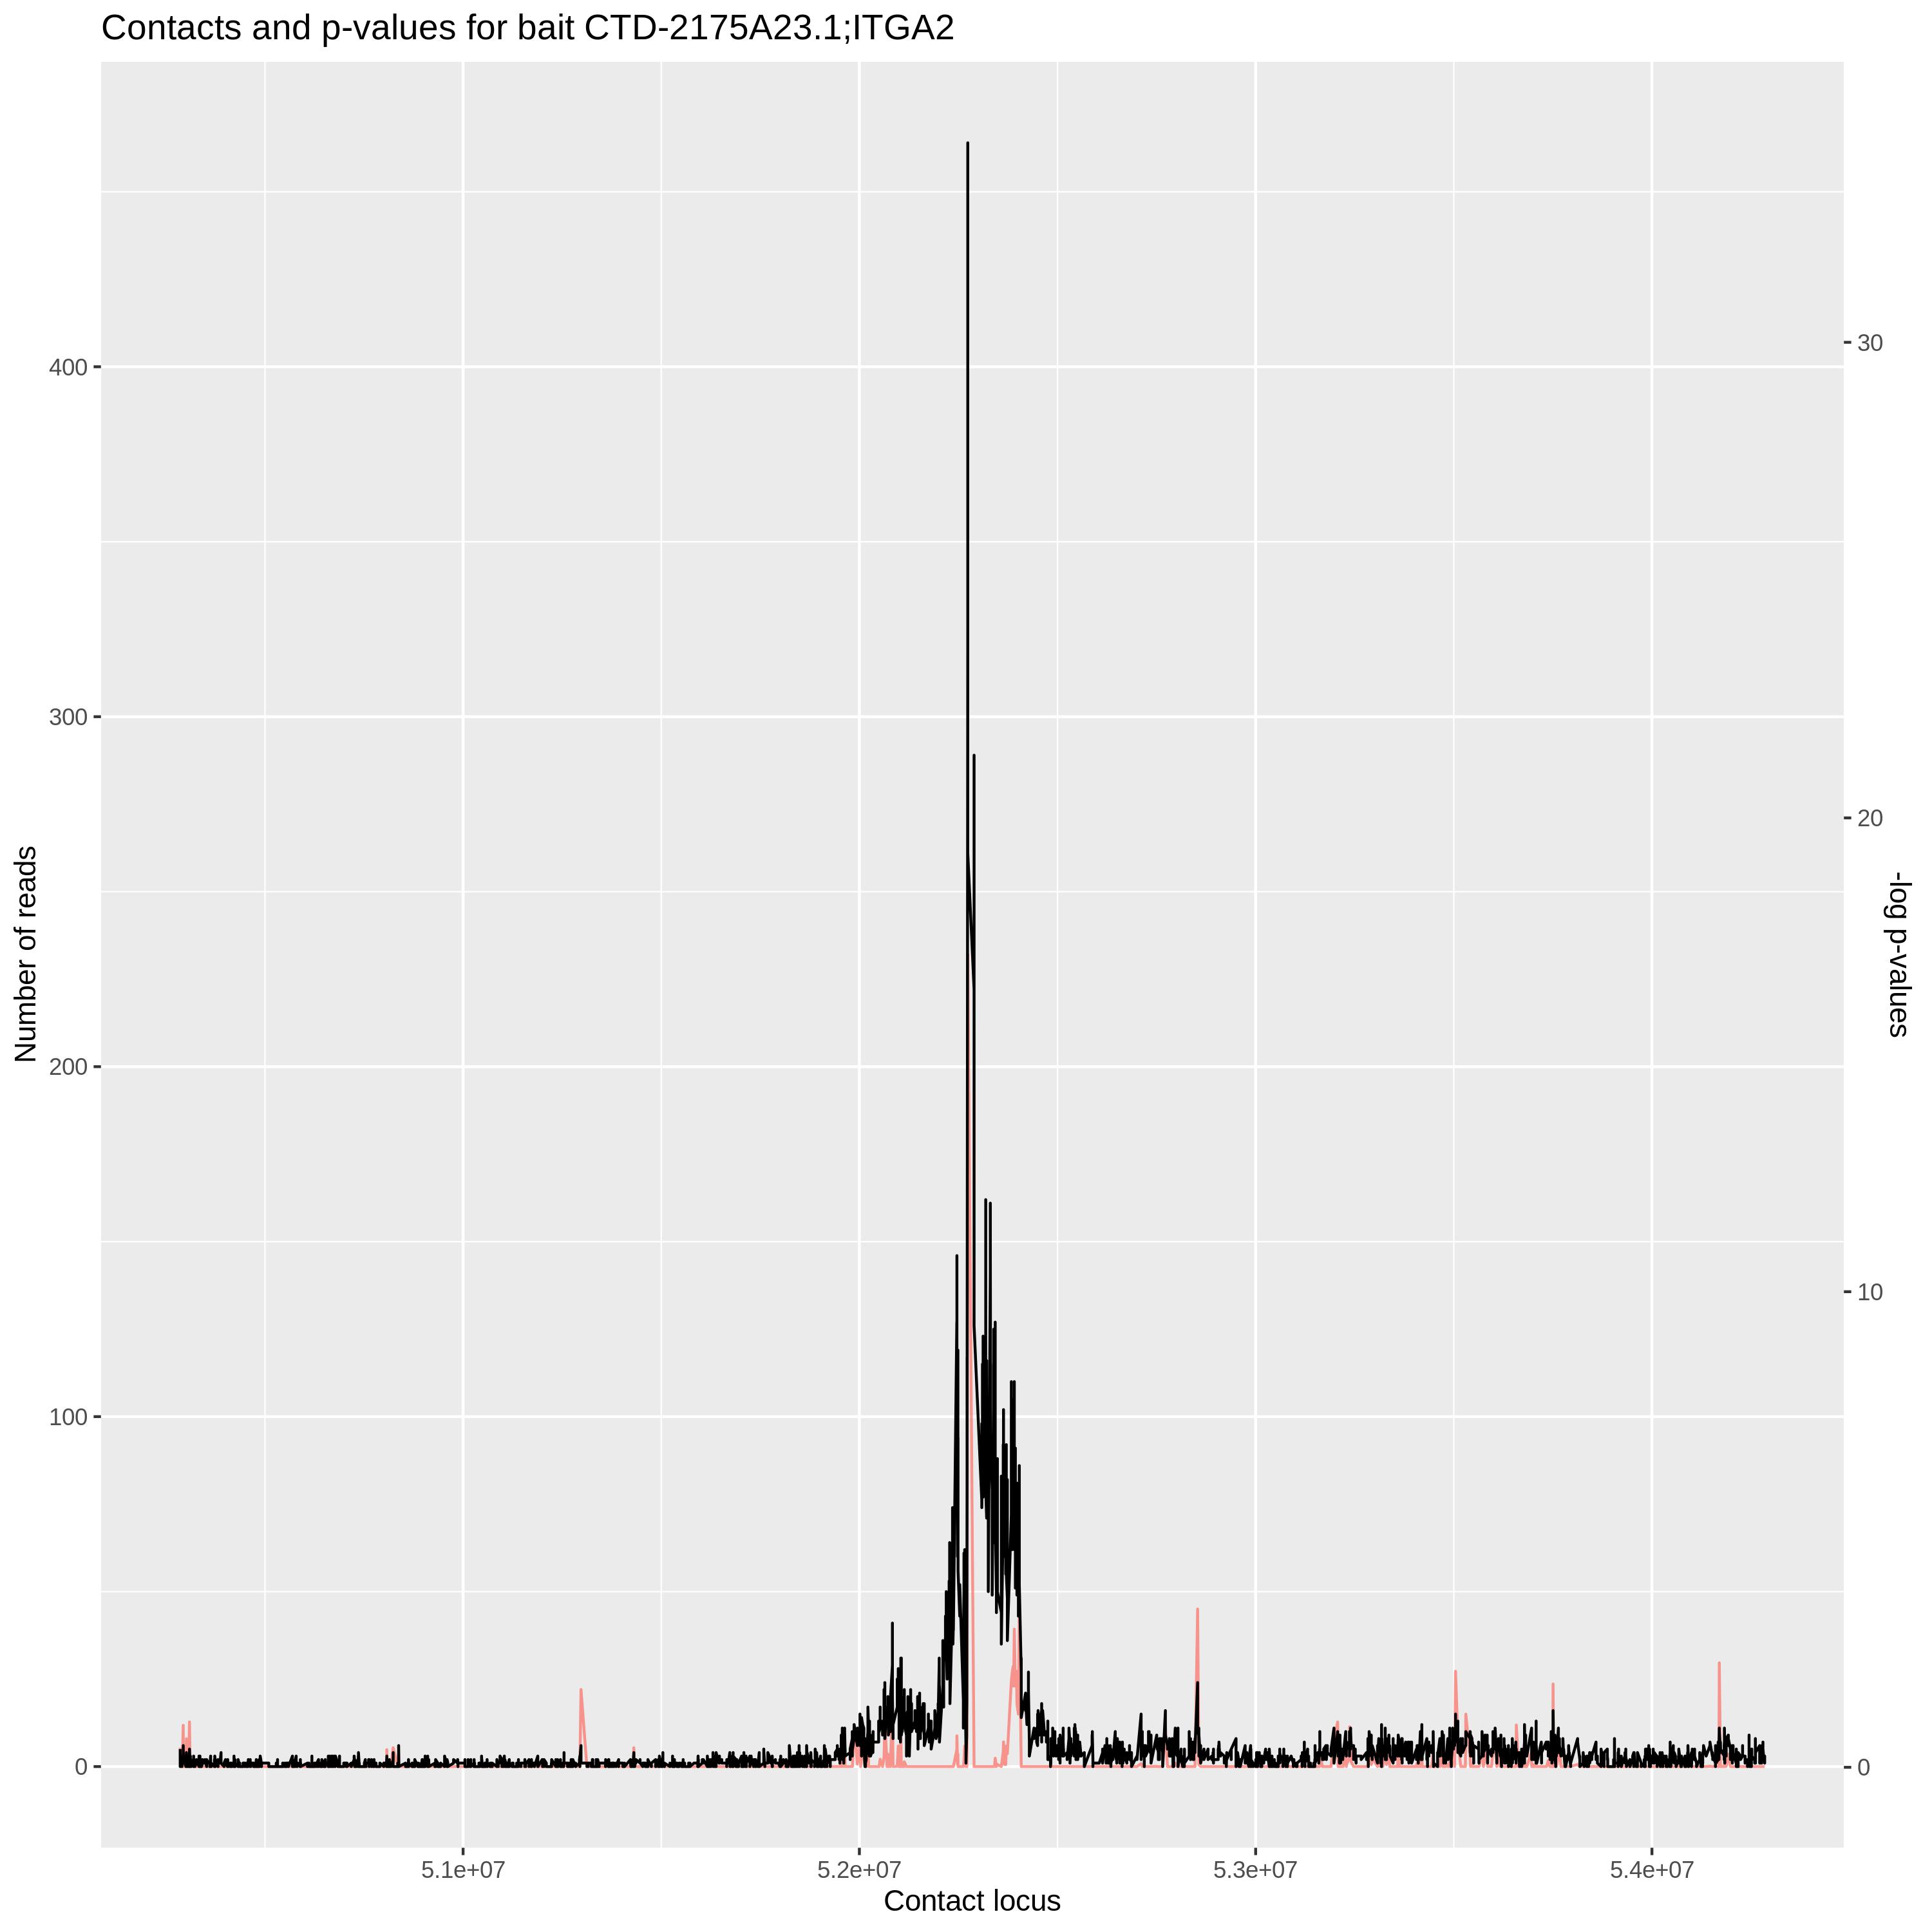 Contacts and p-values for bait CTD-2175A23.1;ITGA2
Number of reads
400
300
200
100
0
30
20
10
0
-log p-values
5.1e+07
5.2e+07
5.3e+07
5.4e+07
Contact locus